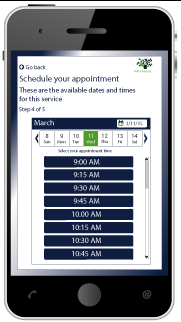 Go back
Schedule your appointment
These are the available dates and times
for this service
Step 4 of 5
March 3/11/15
8 9 10 11 12 13 14
Sun Mon Tue Wed Thu Fri Sat
Select your appointment time
9:00 AM
9:15 AM
9:30 AM
9:45 AM
10.00 AM
10:15 AM
10:30 AM
10:45 AM
@